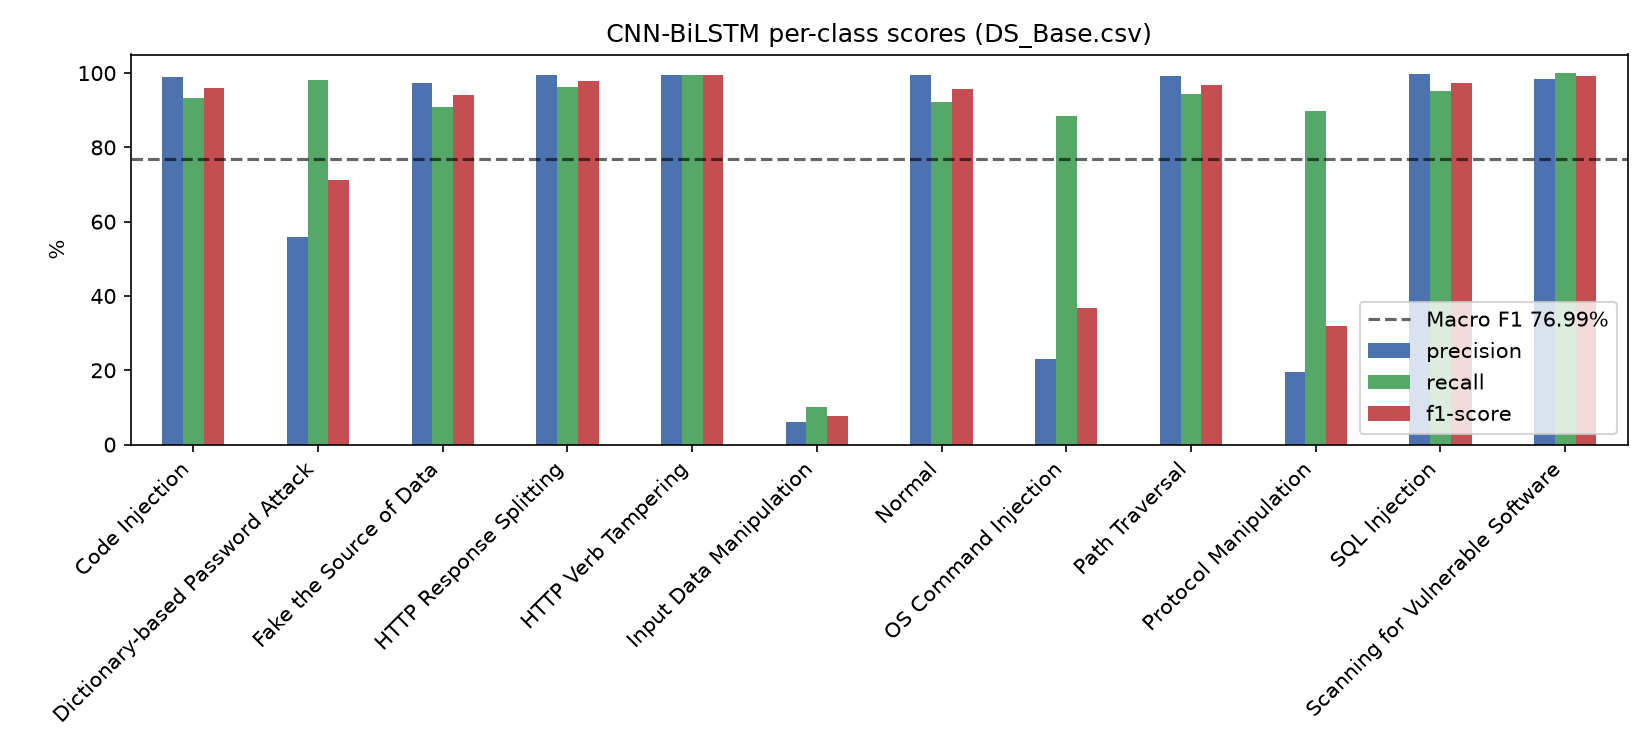 CNN-BiLSTM per-class scores (DS_Base.csv)
%
100
80
60
40
20
0
Macro F1 76.99%
precision
recall
f1-score
Code Injection
Dictionary-based Password Attack
Fake the Source of Data
HTTP Response Splitting
HTTP Verb Tampering
Input Data Manipulation
Normal
OS Command Injection
Path Traversal
Protocol Manipulation
SQL Injection
Scanning for Vulnerable Software